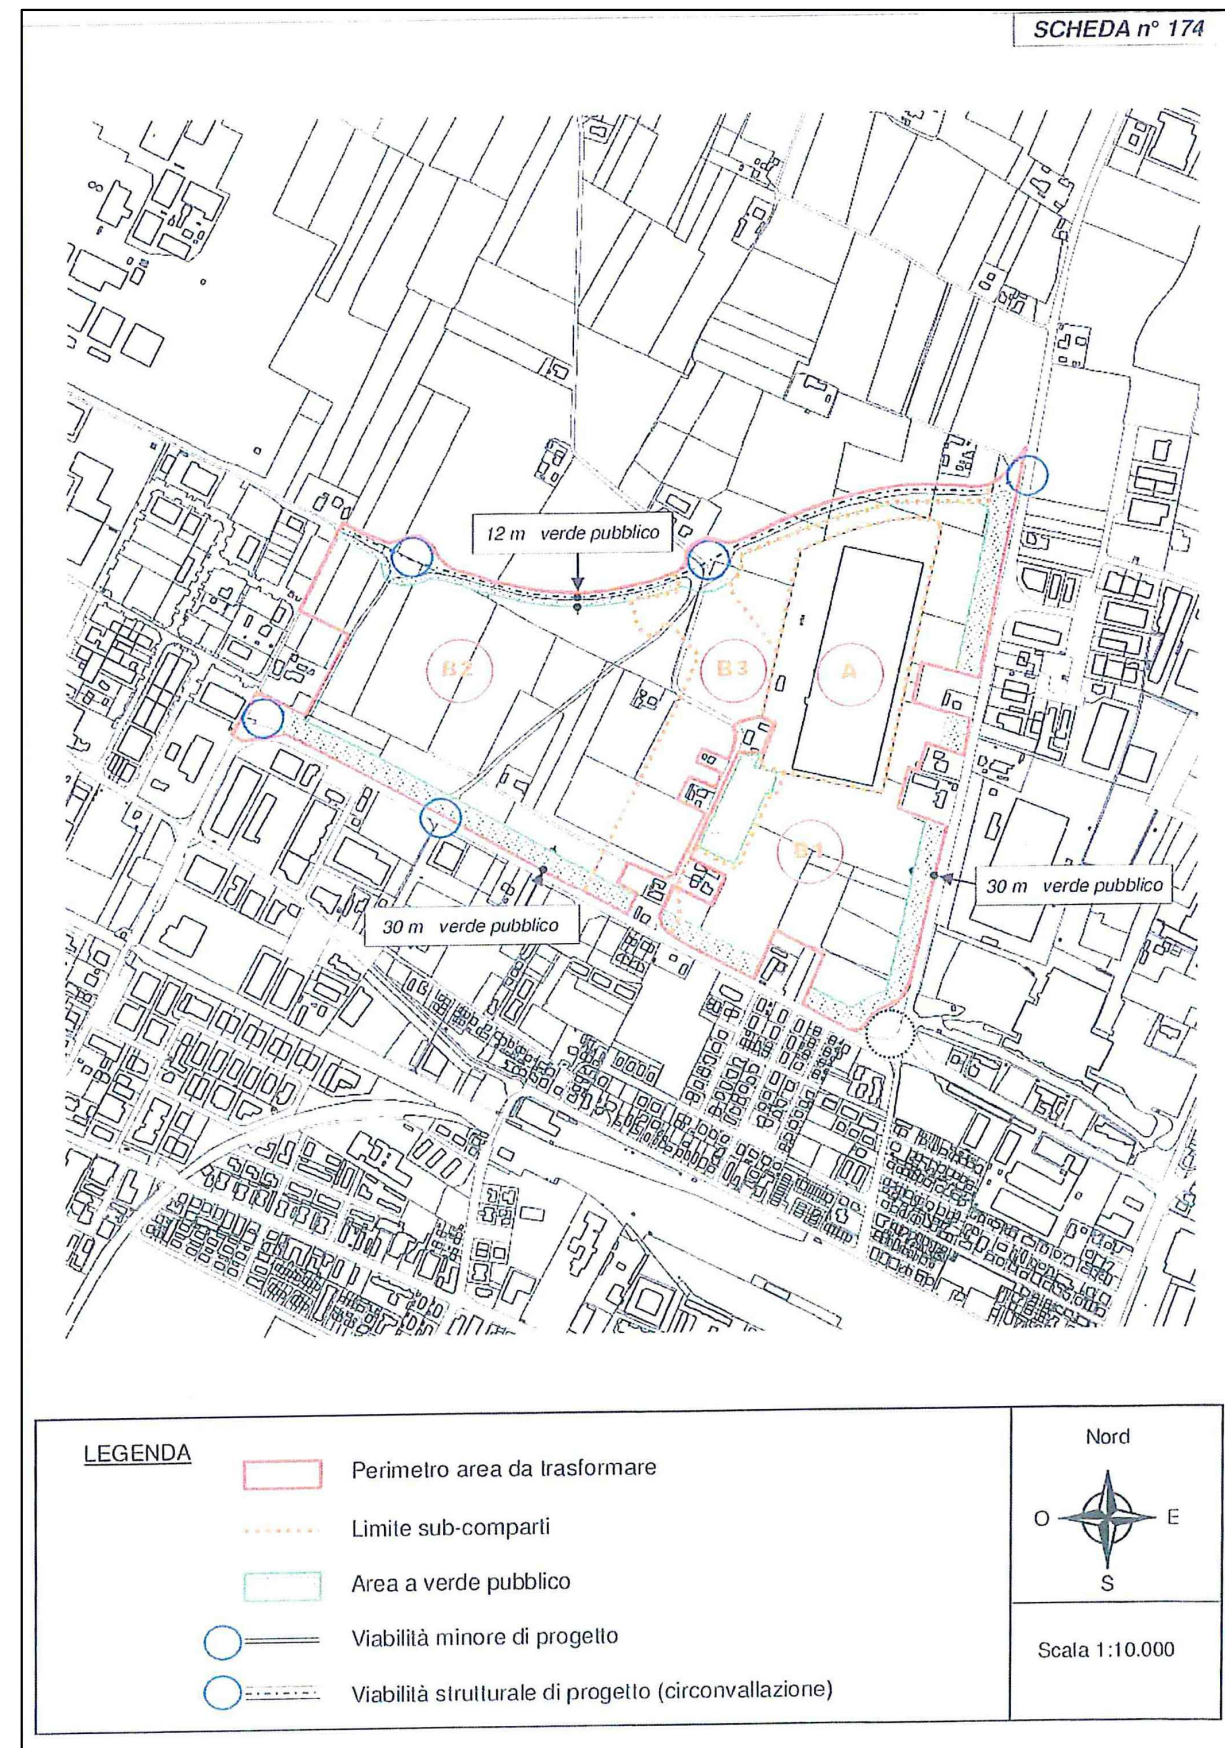 SCHEDA n° 174
12 m verde pubblico
B2
B3
A
B1
30 m verde pubblico
30 m verde pubblico
LEGENDA
Perimetro area da trasformare
Limite sub-comparti
Area a verde pubblico
Viabilità minore di progetto
Viabilità strutturale di progetto (circonvallazione)
Nord
O
E
S
Scala 1:10.000